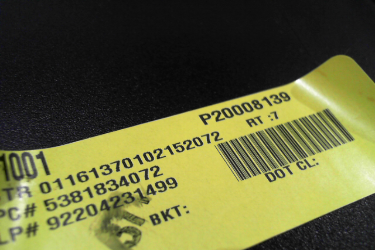 P20008139
1001
RT :7
TR 01161370102152072
PC# 5381834072
LP# 92204231499
DOT CL:
BKT: